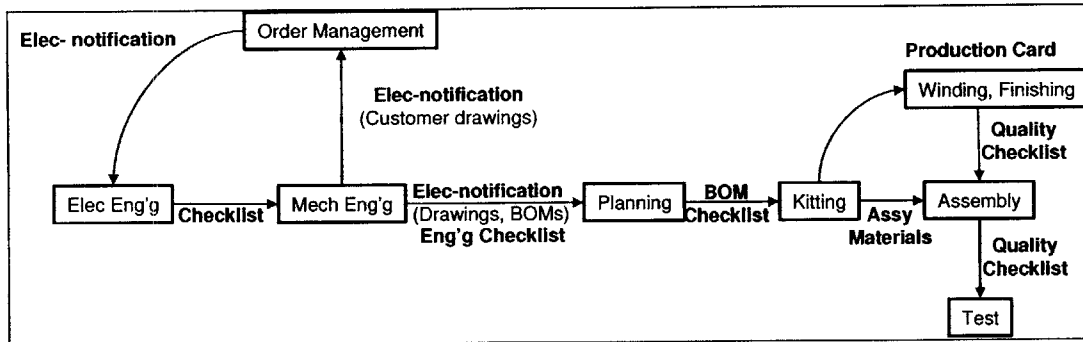 Order Management
Elec- notification
Production Card
Winding, Finishing
Elec-notification
(Customer drawings)
Quality
Checklist
Elec Eng'g
Checklist
Mech Eng'g
Elec-notification
(Drawings, BOMs)
Eng'g Checklist
Planning
BOM
Checklist
Kitting
Assy
Materials
Assembly
Quality
Checklist
Test